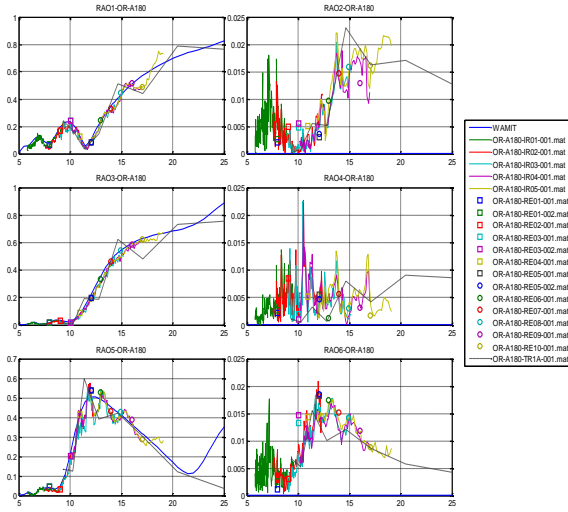 RAO1-OR-A180
1
0.8
0.6
0.4
0.2
0
5 10 15 20 25
RAO2-OR-A180
0.025
0.02
0.015
0.01
0.005
0
5 10 15 20 25
RAO3-OR-A180
1
0.8
0.6
0.4
0.2
0
5 10 15 20 25
RAO4-OR-A180
0.025
0.02
0.015
0.01
0.005
0
5 10 15 20 25
RAO5-OR-A180
0.7
0.6
0.5
0.4
0.3
0.2
0.1
0
5 10 15 20 25
RAO6-OR-A180
0.025
0.02
0.015
0.01
0.005
0
5 10 15 20 25
WAMIT
OR-A180-IR01-001.mat
OR-A180-IR02-001.mat
OR-A180-IR03-001.mat
OR-A180-IR04-001.mat
OR-A180-IR05-001.mat
OR-A180-RE01-001.mat
OR-A180-RE01-002.mat
OR-A180-RE02-001.mat
OR-A180-RE03-001.mat
OR-A180-RE03-002.mat
OR-A180-RE04-001.mat
OR-A180-RE05-001.mat
OR-A180-RE05-002.mat
OR-A180-RE06-001.mat
OR-A180-RE07-001.mat
OR-A180-RE08-001.mat
OR-A180-RE09-001.mat
OR-A180-RE10-001.mat
OR-A180-TR1A-001.mat